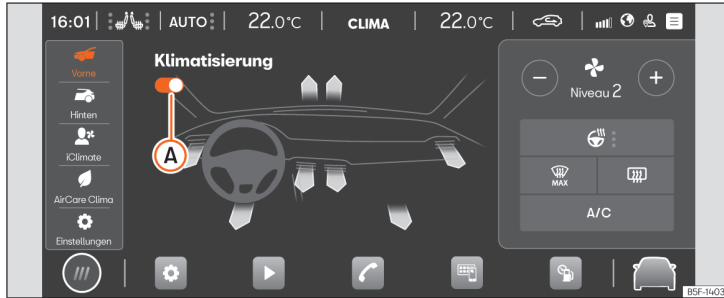 16:01 AUTO 22.0°C CLIMA 22.0°C
Vorne
Hinten
iClimate
AirCare Clima
Einstellungen
Klimatisierung
A
Niveau 2
MAX
A/C
B5F-1403